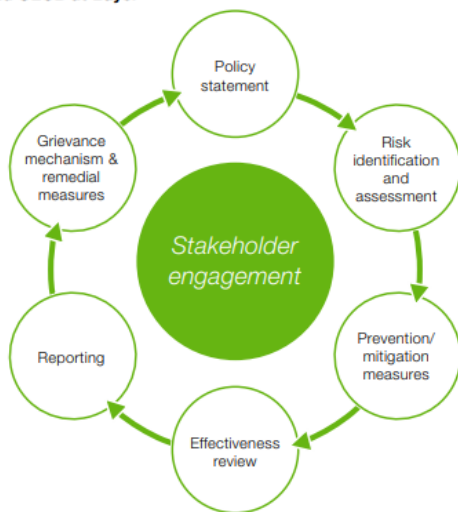 Policy
statement
Risk
identification
and
assessment
Prevention/
mitigation
measures
Effectiveness
review
Reporting
Grievance
mechanism &
remedial
measures
Stakeholder
engagement